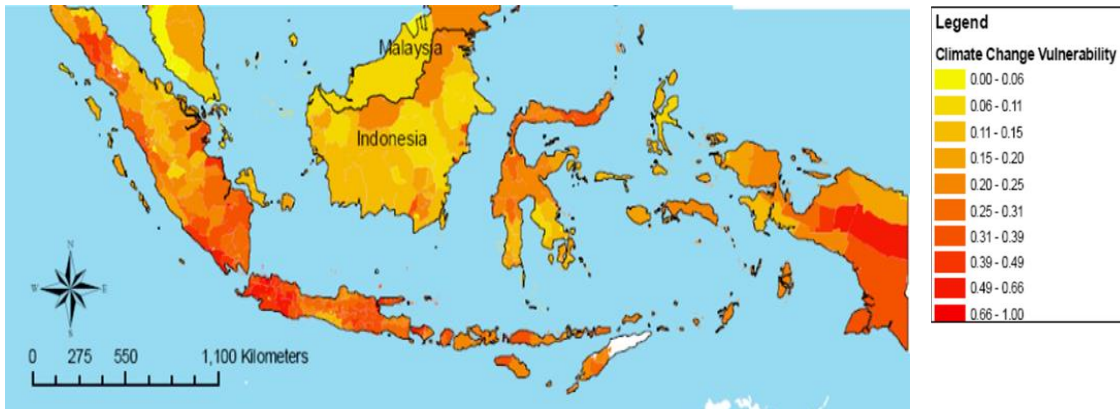 Malaysia
Indonesia
N
W
E
S
0 275 550 1,100 Kilometers
Legend
Climate Change Vulnerability
0.00 - 0.06
0.06 - 0.11
0.11 - 0.15
0.15 - 0.20
0.20 - 0.25
0.25 - 0.31
0.31 - 0.39
0.39 - 0.49
0.49 - 0.66
0.66 - 1.00